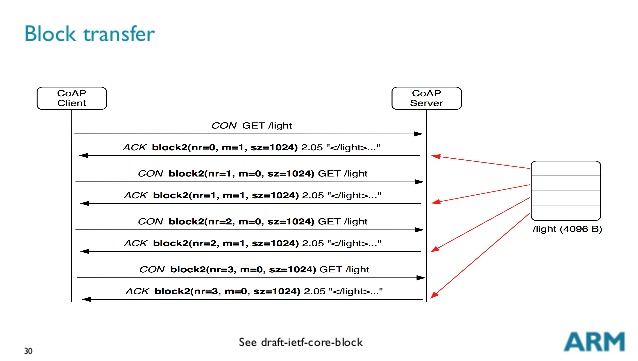 Block transfer
CoAP
Client
CoAP
Server
CON GET /light
ACK block2(nr=0, m=1, sz=1024) 2.05 "</light>..."
CON block2(nr=1, m=0, sz=1024) GET /light
ACK block2(nr=1, m=1, sz=1024) 2.05 "</light>..."
CON block2(nr=2, m=0, sz=1024) GET /light
ACK block2(nr=2, m=1, sz=1024) 2.05 "</light>..."
CON block2(nr=3, m=0, sz=1024) GET /light
ACK block2(nr=3, m=0, sz=1024) 2.05 "</light>..."
/light (4096 B)
See draft-ietf-core-block
30
ARM